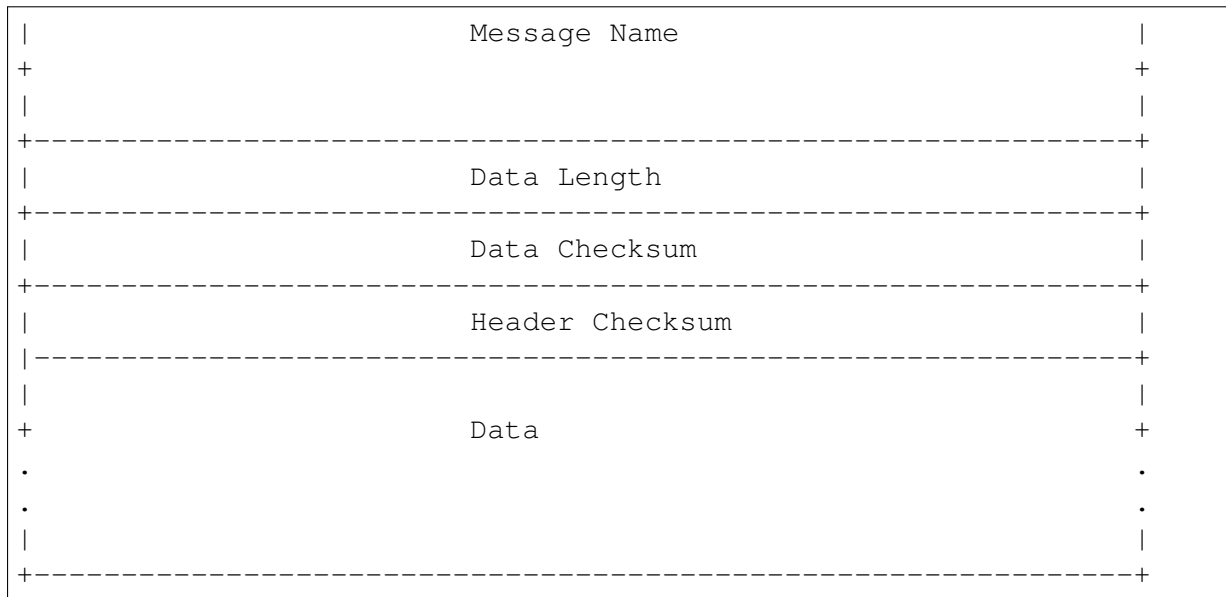 Message Name
Data Length
Data Checksum
Header Checksum
Data